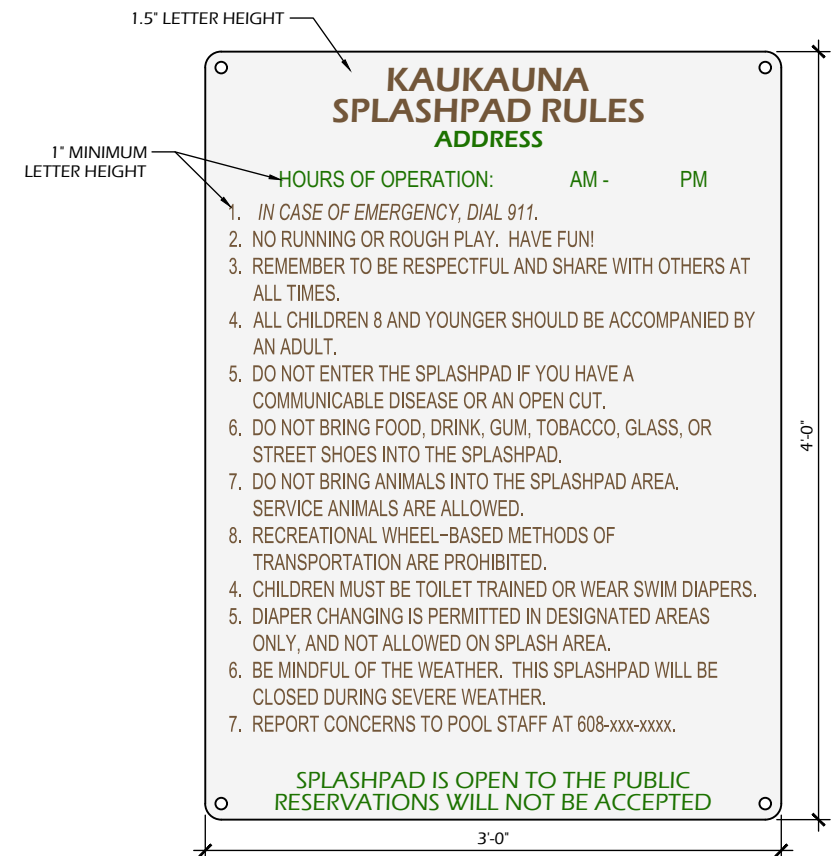 1.5" LETTER HEIGHT
KAUKAUNA
SPLASHPAD RULES
ADDRESS
1" MINIMUM
LETTER HEIGHT
HOURS OF OPERATION: AM - PM
1. IN CASE OF EMERGENCY, DIAL 911.
2. NO RUNNING OR ROUGH PLAY. HAVE FUN!
3. REMEMBER TO BE RESPECTFUL AND SHARE WITH OTHERS AT
ALL TIMES.
4. ALL CHILDREN 8 AND YOUNGER SHOULD BE ACCOMPANIED BY
AN ADULT.
5. DO NOT ENTER THE SPLASHPAD IF YOU HAVE A
COMMUNICABLE DISEASE OR AN OPEN CUT.
6. DO NOT BRING FOOD, DRINK, GUM, TOBACCO, GLASS, OR
STREET SHOES INTO THE SPLASHPAD.
7. DO NOT BRING ANIMALS INTO THE SPLASHPAD AREA.
SERVICE ANIMALS ARE ALLOWED.
8. RECREATIONAL WHEEL-BASED METHODS OF
TRANSPORTATION ARE PROHIBITED.
4. CHILDREN MUST BE TOILET TRAINED OR WEAR SWIM DIAPERS.
5. DIAPER CHANGING IS PERMITTED IN DESIGNATED AREAS
ONLY, AND NOT ALLOWED ON SPLASH AREA.
6. BE MINDFUL OF THE WEATHER. THIS SPLASHPAD WILL BE
CLOSED DURING SEVERE WEATHER.
7. REPORT CONCERNS TO POOL STAFF AT 608-xxx-xxxx.
SPLASHPAD IS OPEN TO THE PUBLIC
RESERVATIONS WILL NOT BE ACCEPTED
4'-0"
3'-0"